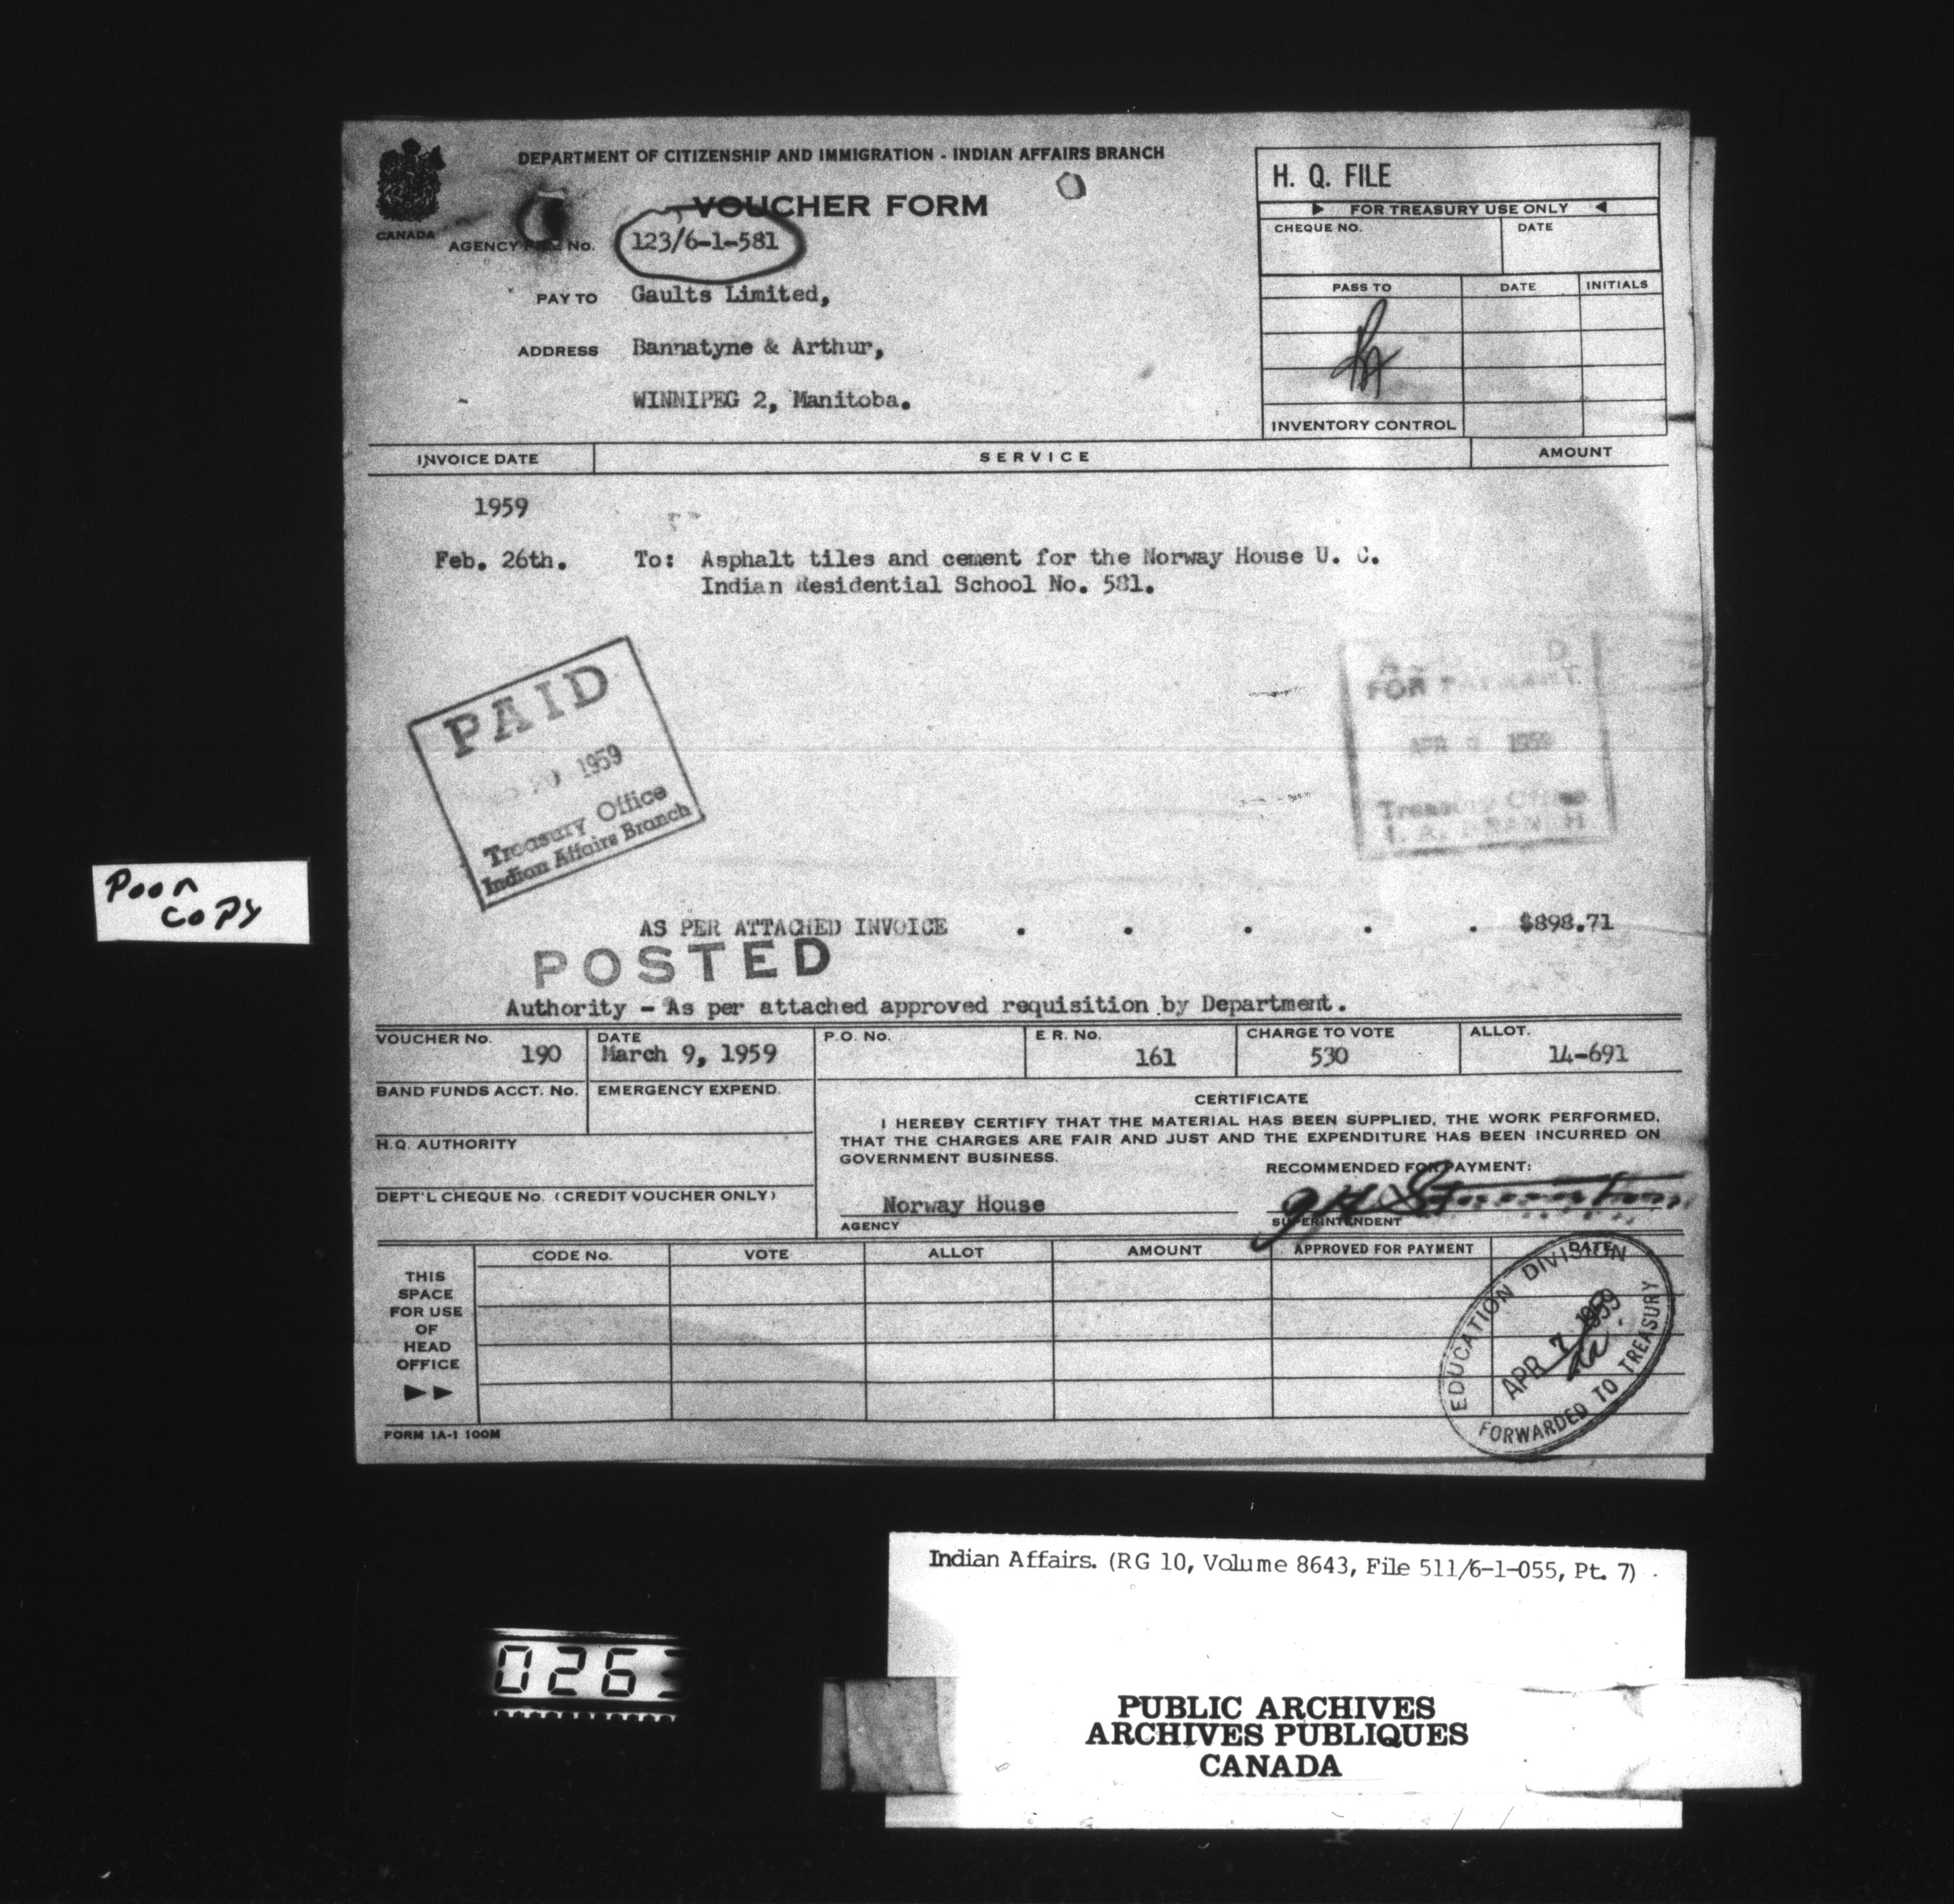 DEPARTMENT OF CITIZENSHIP AND IMMIGRATION - INDIAN AFFAIRS BRANCH
VOUCHER FORM
CANADA
AGENCY FILE No. 123/6-1-581
PAY TO Gaults Limited,
ADDRESS Bannatyne & Arthur,
WINNIPEG 2, Manitoba.
H. Q. FILE
FOR TREASURY USE ONLY
CHEQUE NO. DATE
PASS TO DATE INITIALS
INVENTORY CONTROL
INVOICE DATE SERVICE AMOUNT
1959
Feb. 26th. To: Asphalt tiles and cement for the Norway House U. C.
Indian Residential School No. 581.
PAID
1959
Treasury Office
Indian Affairs Branch
FOR PAYMENT
APR 1959
Treasury Office
I. A. BRANCH
Poor
Copy
AS PER ATTACHED INVOICE . . . . . $898.71
POSTED
Authority - As per attached approved requisition by Department.
VOUCHER No. 190 DATE March 9, 1959 P.O. No. E.R. No. 161 CHARGE TO VOTE 530 ALLOT. 14-691
BAND FUNDS ACCT. No. EMERGENCY EXPEND.
H.Q. AUTHORITY
DEPT'L CHEQUE No. (CREDIT VOUCHER ONLY)
CERTIFICATE
I HEREBY CERTIFY THAT THE MATERIAL HAS BEEN SUPPLIED, THE WORK PERFORMED,
THAT THE CHARGES ARE FAIR AND JUST AND THE EXPENDITURE HAS BEEN INCURRED ON
GOVERNMENT BUSINESS.
RECOMMENDED FOR PAYMENT:
Norway House
AGENCY
SUPERINTENDENT
CODE No. VOTE ALLOT AMOUNT APPROVED FOR PAYMENT DATE
THIS
SPACE
FOR USE
OF
HEAD
OFFICE
EDUCATION DIVISION
APR 7 1959
FORWARDED TO TREASURY
FORM 1A-1 100M
Indian Affairs. (RG 10, Volume 8643, File 511/6-1-055, Pt. 7)
026
PUBLIC ARCHIVES
ARCHIVES PUBLIQUES
CANADA